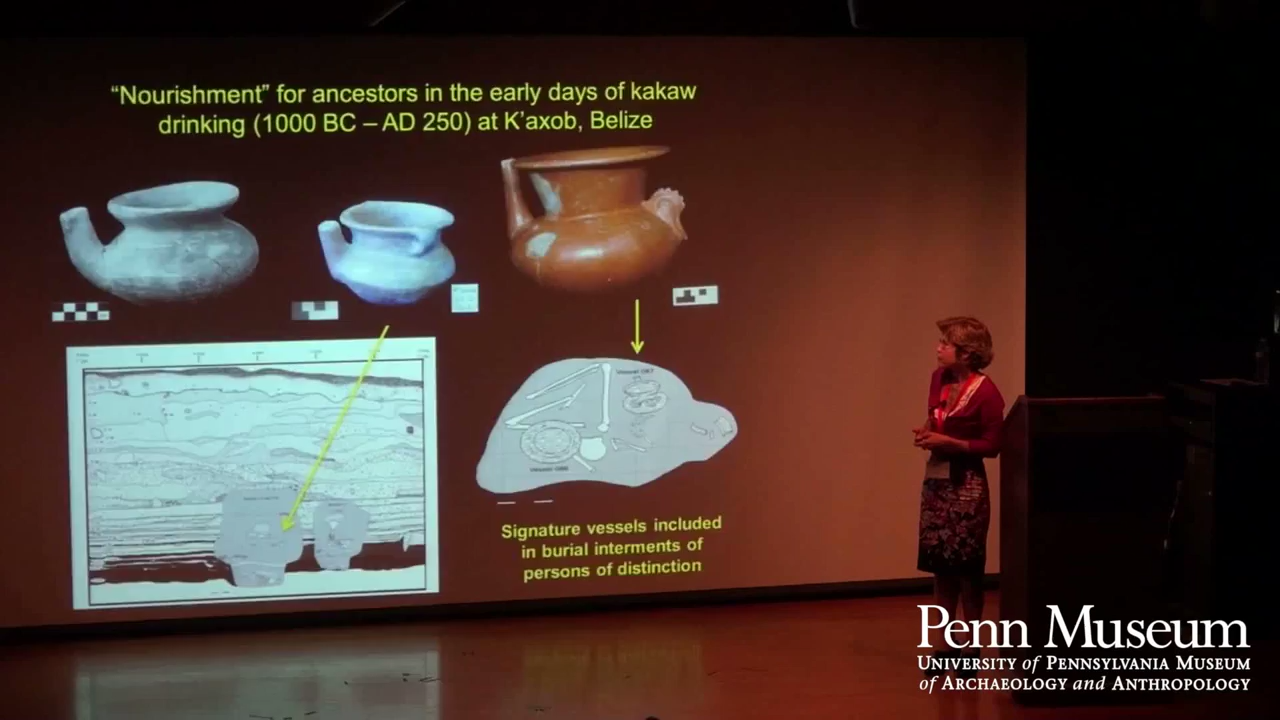 “Nourishment” for ancestors in the early days of kakaw
drinking (1000 BC – AD 250) at K’axob, Belize
Signature vessels included
in burial interments of
persons of distinction
Penn Museum
University of Pennsylvania Museum
of Archaeology and Anthropology